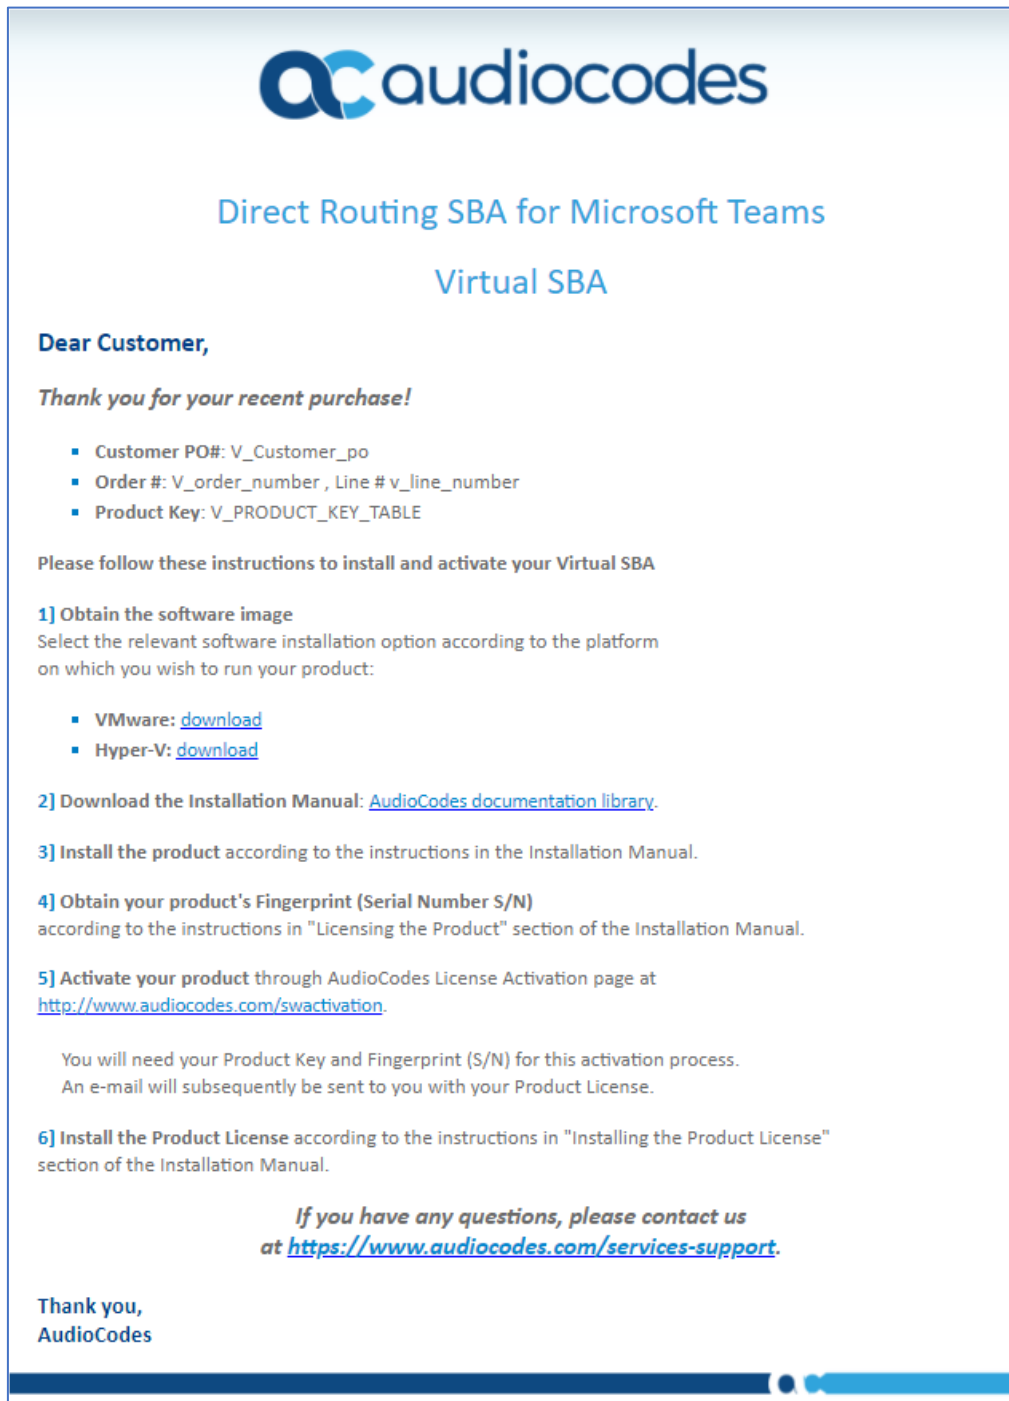 ac audiocodes
Direct Routing SBA for Microsoft Teams
Virtual SBA
Dear Customer,
Thank you for your recent purchase!
▪ Customer PO#: V_Customer_po
▪ Order #: V_order_number , Line # v_line_number
▪ Product Key: V_PRODUCT_KEY_TABLE
Please follow these instructions to install and activate your Virtual SBA
1] Obtain the software image
Select the relevant software installation option according to the platform
on which you wish to run your product:
▪ VMware: download
▪ Hyper-V: download
2] Download the Installation Manual: AudioCodes documentation library.
3] Install the product according to the instructions in the Installation Manual.
4] Obtain your product's Fingerprint (Serial Number S/N)
according to the instructions in "Licensing the Product" section of the Installation Manual.
5] Activate your product through AudioCodes License Activation page at
http://www.audiocodes.com/swactivation.
You will need your Product Key and Fingerprint (S/N) for this activation process.
An e-mail will subsequently be sent to you with your Product License.
6] Install the Product License according to the instructions in "Installing the Product License"
section of the Installation Manual.
If you have any questions, please contact us
at https://www.audiocodes.com/services-support.
Thank you,
AudioCodes